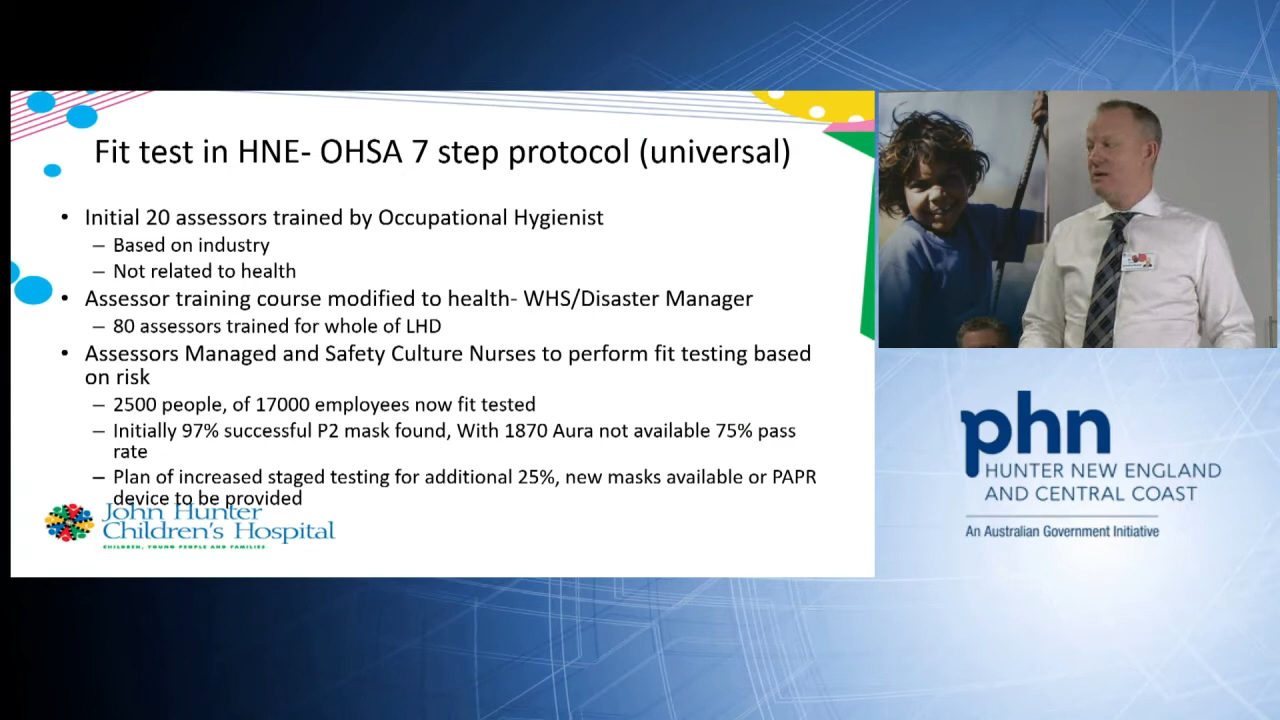 Fit test in HNE- OHSA 7 step protocol (universal)
• Initial 20 assessors trained by Occupational Hygienist
– Based on industry
– Not related to health
• Assessor training course modified to health- WHS/Disaster Manager
– 80 assessors trained for whole of LHD
• Assessors Managed and Safety Culture Nurses to perform fit testing based
on risk
– 2500 people, of 17000 employees now fit tested
– Initially 97% successful P2 mask found, With 1870 Aura not available 75% pass
rate
– Plan of increased staged testing for additional 25%, new masks available or PAPR
device to be provided
John Hunter
Children's Hospital
CHILDREN, YOUNG PEOPLE AND FAMILIES
phn
HUNTER NEW ENGLAND
AND CENTRAL COAST
An Australian Government Initiative